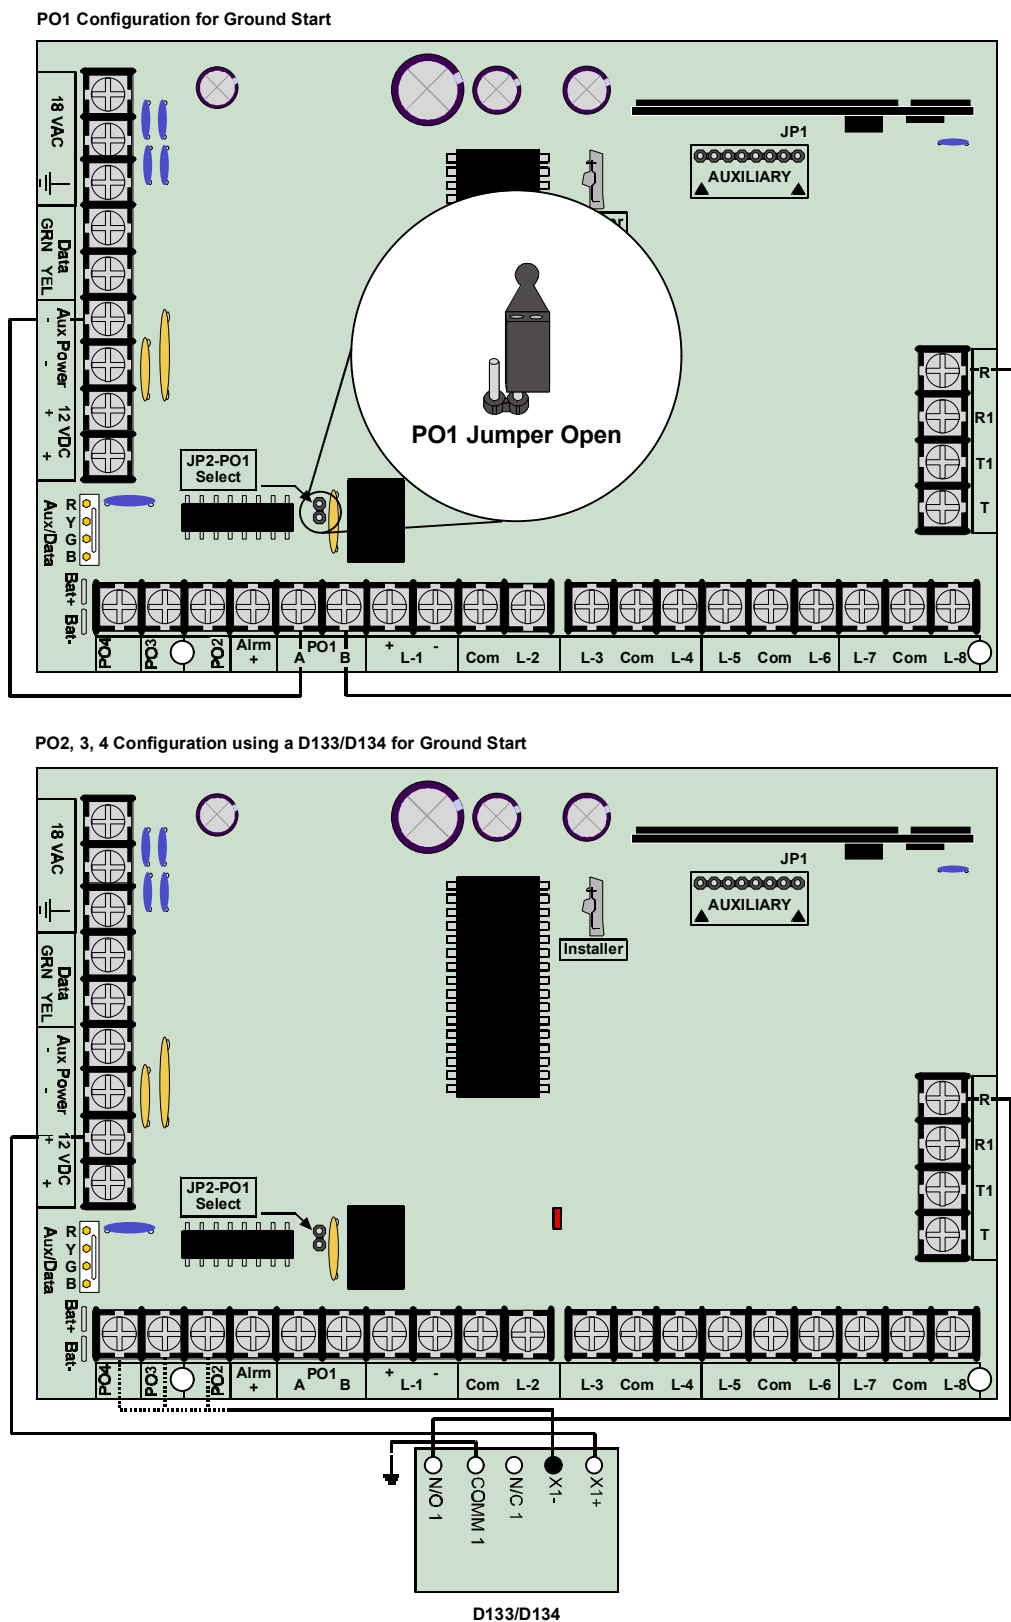 PO1 Configuration for Ground Start
18 VAC
Data
GRN YEL
- Aux Power
-
+ 12 VDC
+
JP1
AUXILIARY
PO1 Jumper Open
R
R1
T1
T
JP2-PO1
Select
Aux/Data
R
Y
G
B
Bat+ Bat-
PO4
PO3
PO2
Alrm
+
PO1
A B
+ -
L-1
Com L-2
L-3 Com L-4
L-5 Com L-6
L-7 Com L-8
PO2, 3, 4 Configuration using a D133/D134 for Ground Start
18 VAC
Data
GRN YEL
- Aux Power
-
+ 12 VDC
+
JP1
AUXILIARY
Installer
R
R1
T1
T
JP2-PO1
Select
Aux/Data
R
Y
G
B
Bat+ Bat-
PO4
PO3
PO2
Alrm
+
PO1
A B
+ -
L-1
Com L-2
L-3 Com L-4
L-5 Com L-6
L-7 Com L-8
N/O 1
COMM 1
N/C 1
X1-
X1+
D133/D134